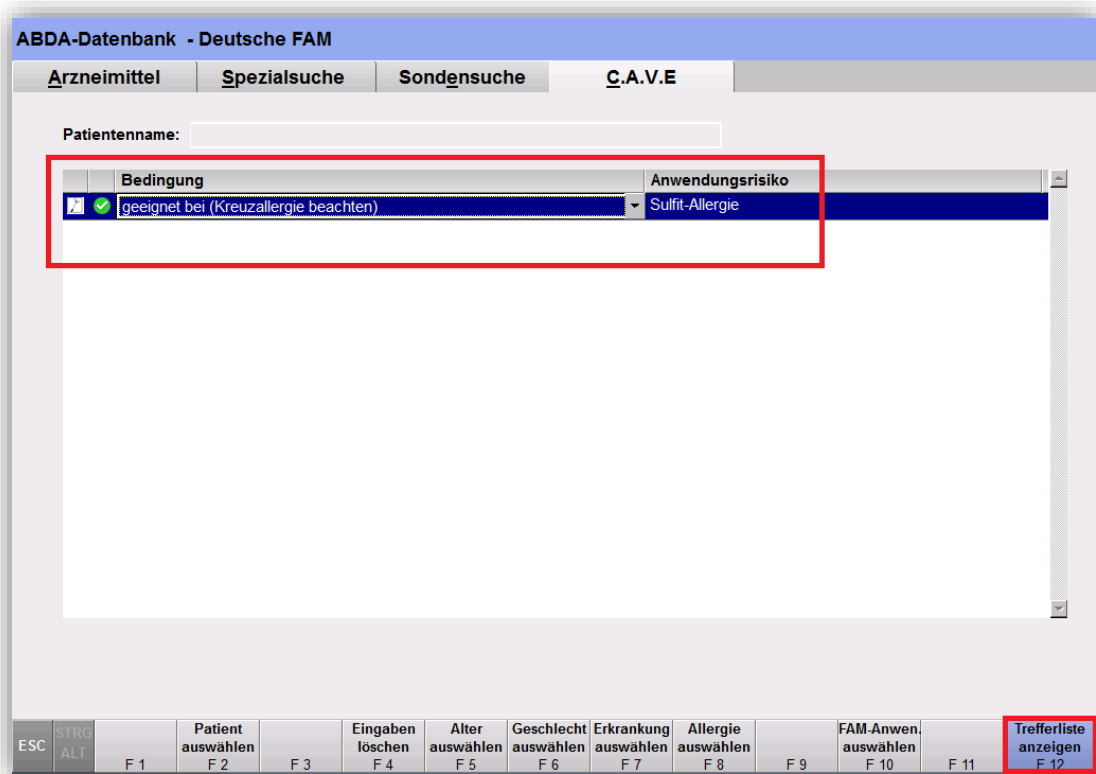 ABDA-Datenbank - Deutsche FAM
Arzneimittel Spezialsuche Sondensuche C.A.V.E
Patientenname:
Bedingung Anwendungsrisiko
geeignet bei (Kreuzallergie beachten) Sulfit-Allergie
ESC
STRG
ALT
F 1
Patient
auswählen
F 2
F 3
Eingaben
löschen
F 4
Alter
auswählen
F 5
Geschlecht
auswählen
F 6
Erkrankung
auswählen
F 7
Allergie
auswählen
F 8
F 9
FAM-Anwen.
auswählen
F 10
F 11
Trefferliste
anzeigen
F 12